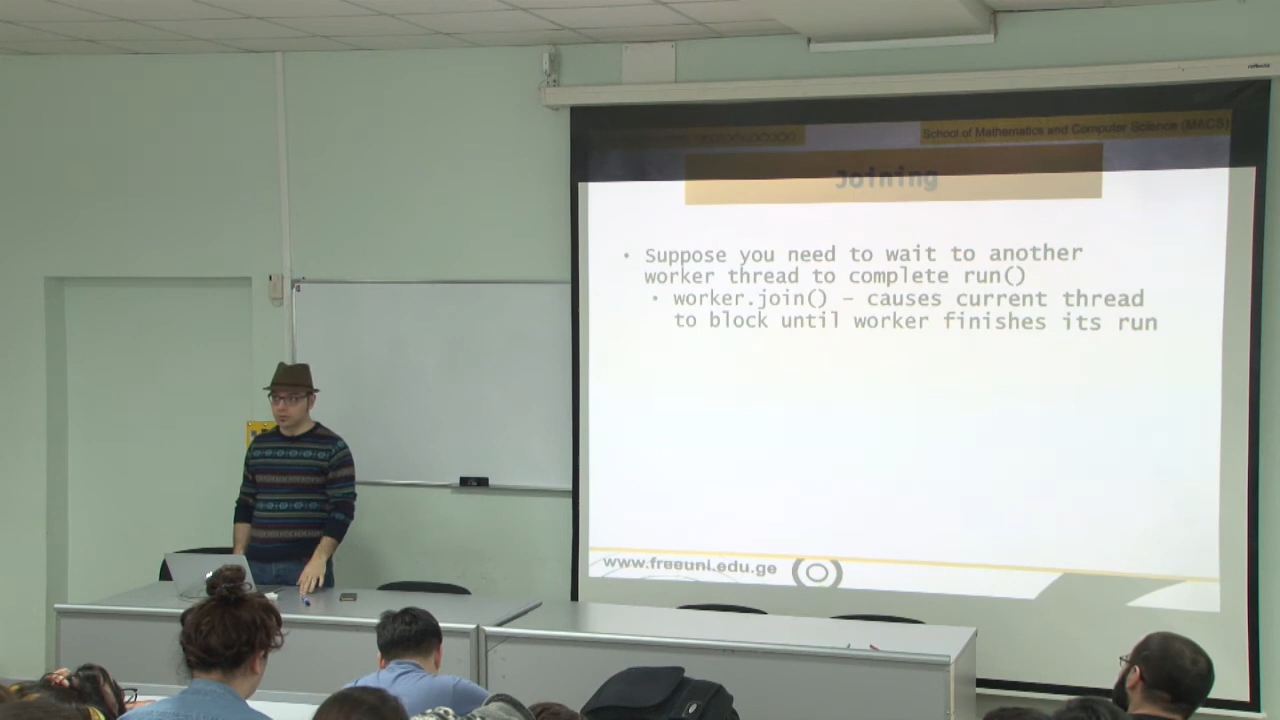 School of Mathematics and Computer Science (MACS)
Joining
• Suppose you need to wait to another
worker thread to complete run()
• worker.join() – causes current thread
to block until worker finishes its run
www.freeuni.edu.ge